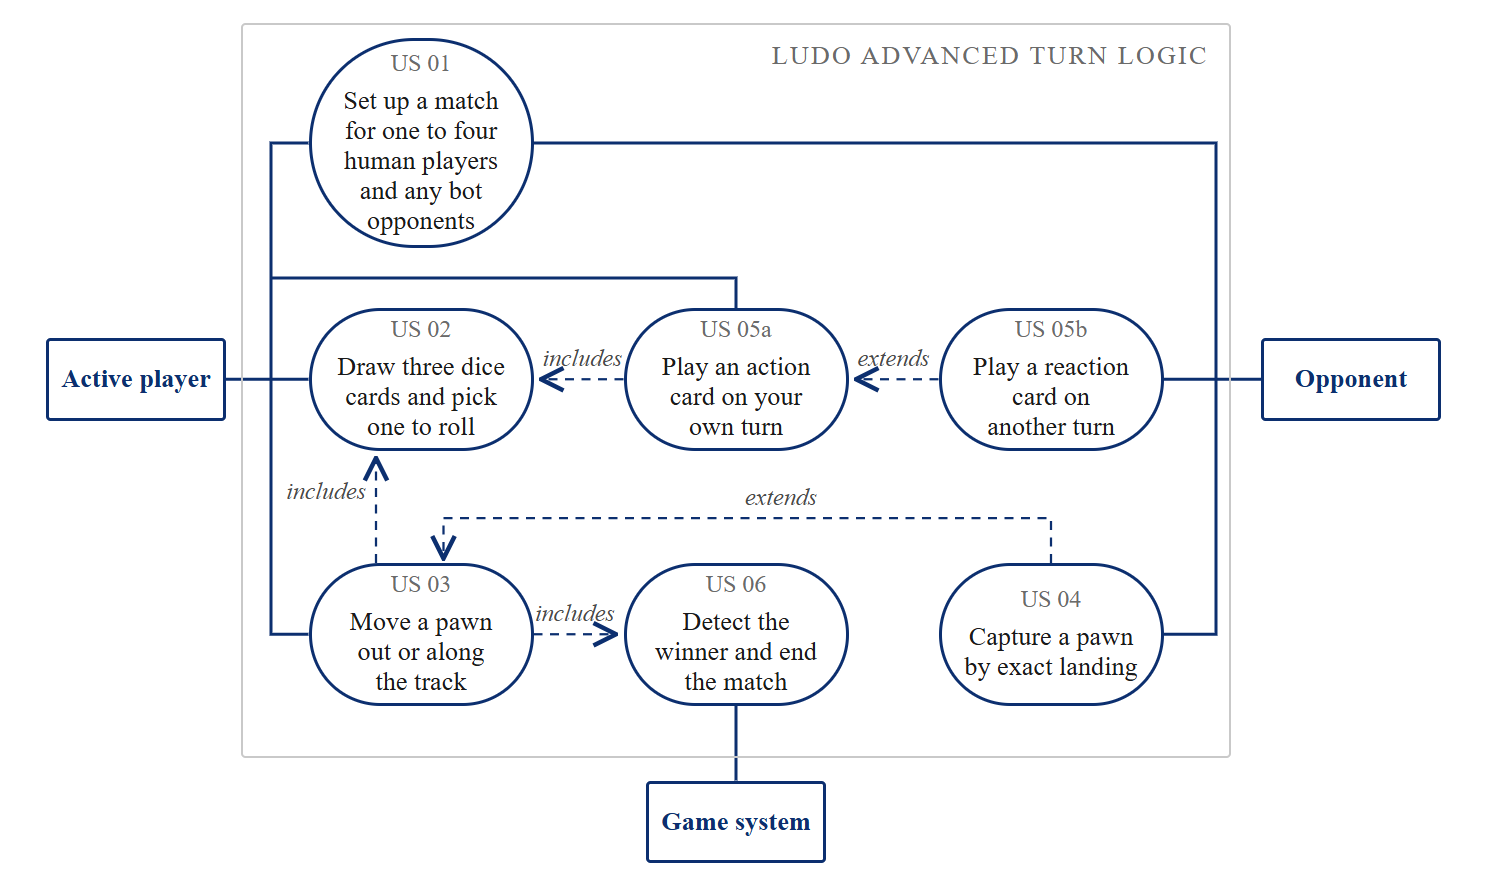 LUDO ADVANCED TURN LOGIC
US 01
Set up a match
for one to four
human players
and any bot
opponents
US 02
Draw three dice
cards and pick
one to roll
includes
US 05a
Play an action
card on your
own turn
extends
US 05b
Play a reaction
card on
another turn
Active player
Opponent
includes
extends
US 03
Move a pawn
out or along
the track
includes
US 06
Detect the
winner and end
the match
US 04
Capture a pawn
by exact landing
Game system